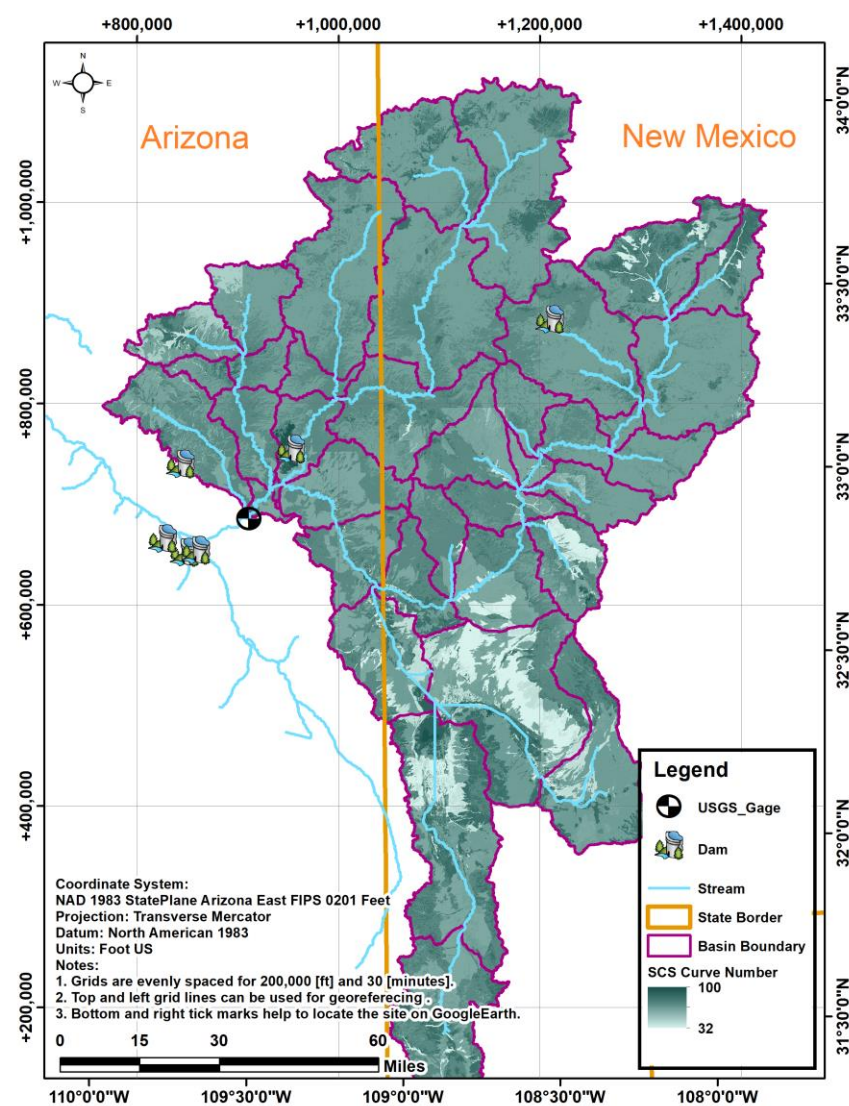 +800,000
+1,000,000
+1,200,000
+1,400,000
N
W
E
S
Arizona
New Mexico
34°0'0"N
+1,000,000
33°30'0"N
+800,000
33°0'0"N
+600,000
32°30'0"N
+400,000
32°0'0"N
+200,000
31°30'0"N
Legend
USGS_Gage
Dam
Stream
State Border
Basin Boundary
SCS Curve Number
100
32
Coordinate System:
NAD 1983 StatePlane Arizona East FIPS 0201 Feet
Projection: Transverse Mercator
Datum: North American 1983
Units: Foot US
Notes:
1. Grids are evenly spaced for 200,000 [ft] and 30 [minutes].
2. Top and left grid lines can be used for georeferecing .
3. Bottom and right tick marks help to locate the site on GoogleEarth.
0 15 30 60
Miles
110°0'0"W
109°30'0"W
109°0'0"W
108°30'0"W
108°0'0"W